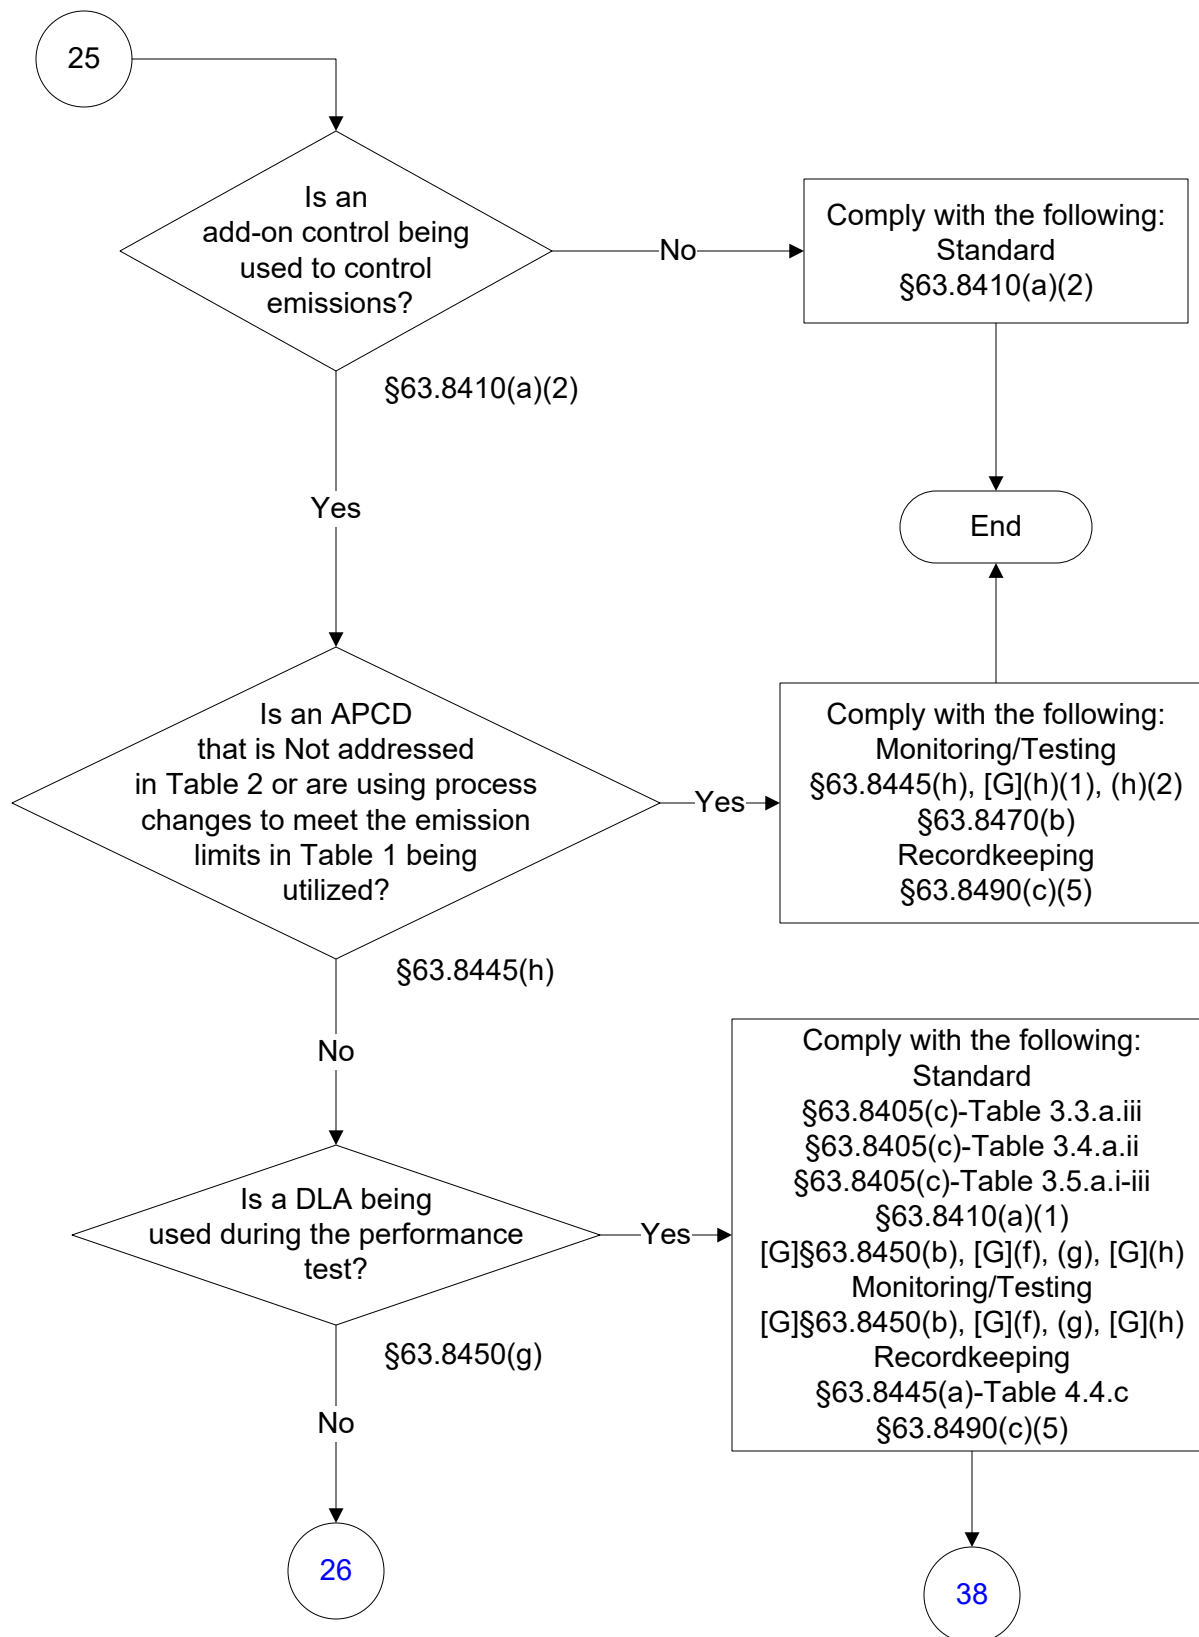 25
Is an
add-on control being
used to control
emissions?
No
Comply with the following:
Standard
§63.8410(a)(2)
§63.8410(a)(2)
Yes
End
Is an APCD
that is Not addressed
in Table 2 or are using process
changes to meet the emission
limits in Table 1 being
utilized?
Yes
Comply with the following:
Monitoring/Testing
§63.8445(h), [G](h)(1), (h)(2)
§63.8470(b)
Recordkeeping
§63.8490(c)(5)
§63.8445(h)
No
Is a DLA being
used during the performance
test?
Yes
Comply with the following:
Standard
§63.8405(c)-Table 3.3.a.iii
§63.8405(c)-Table 3.4.a.ii
§63.8405(c)-Table 3.5.a.i-iii
§63.8410(a)(1)
[G]§63.8450(b), [G](f), (g), [G](h)
Monitoring/Testing
[G]§63.8450(b), [G](f), (g), [G](h)
Recordkeeping
§63.8445(a)-Table 4.4.c
§63.8490(c)(5)
§63.8450(g)
No
26
38